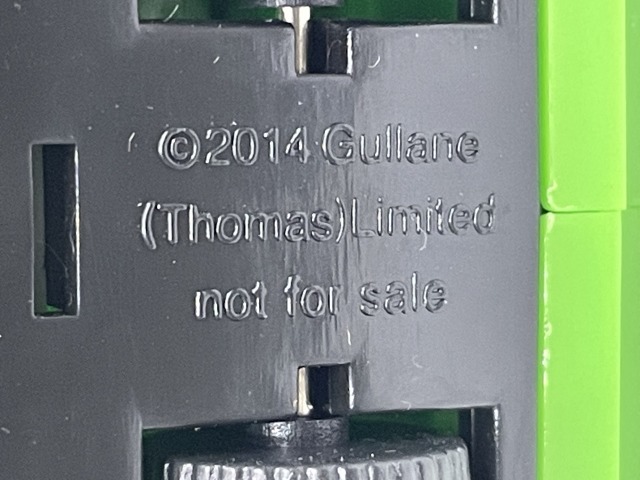 ©2014 Gullane
(Thomas)Limited
not for sale